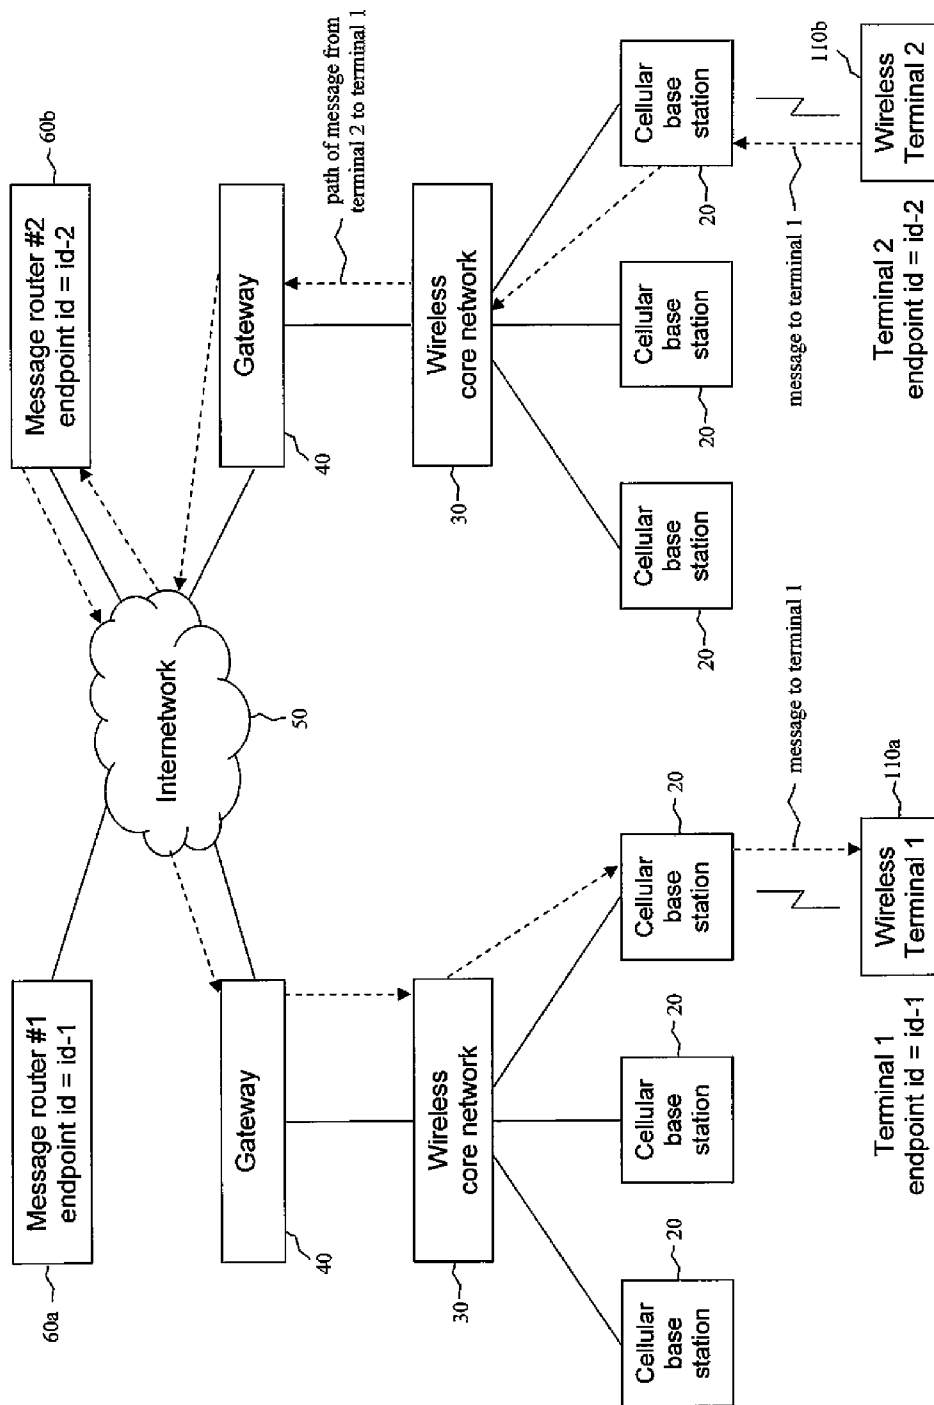 60a
Message router #1
endpoint id = id-1
Message router #2
endpoint id = id-2
60b
Internetwork
50
Gateway
40
Gateway
40
path of message from
terminal 2 to terminal 1
Wireless
core network
30
Wireless
core network
30
Cellular
base
station
20
Cellular
base
station
20
Cellular
base
station
20
Cellular
base
station
20
Cellular
base
station
20
Cellular
base
station
20
message to terminal 1
message to terminal 1
Wireless
Terminal 1
110a
Wireless
Terminal 2
110b
Terminal 1
endpoint id = id-1
Terminal 2
endpoint id = id-2